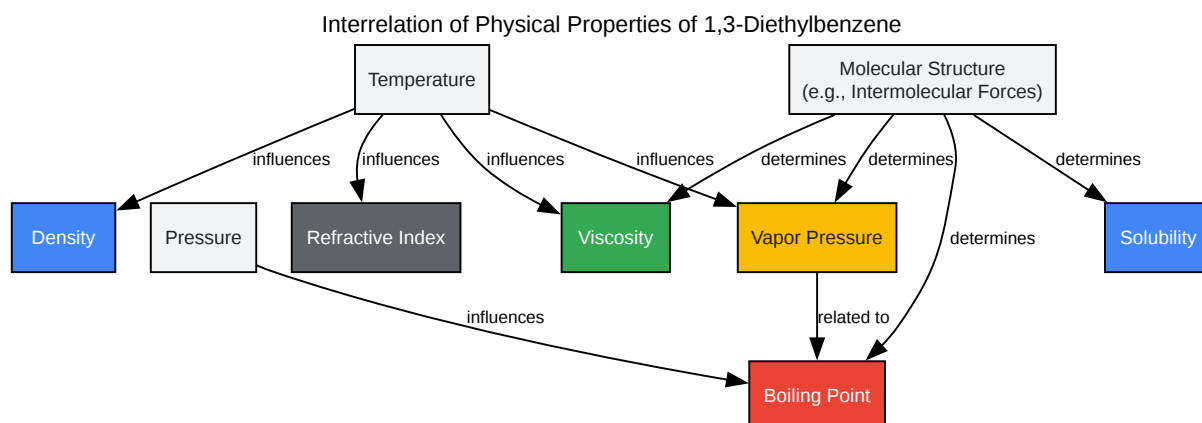 Interrelation of Physical Properties of 1,3-Diethylbenzene
Temperature
Molecular Structure
(e.g., Intermolecular Forces)
influences
influences
influences
influences
determines
determines
determines
Density
Pressure
Refractive Index
Viscosity
Vapor Pressure
determines
Solubility
influences
related to
Boiling Point